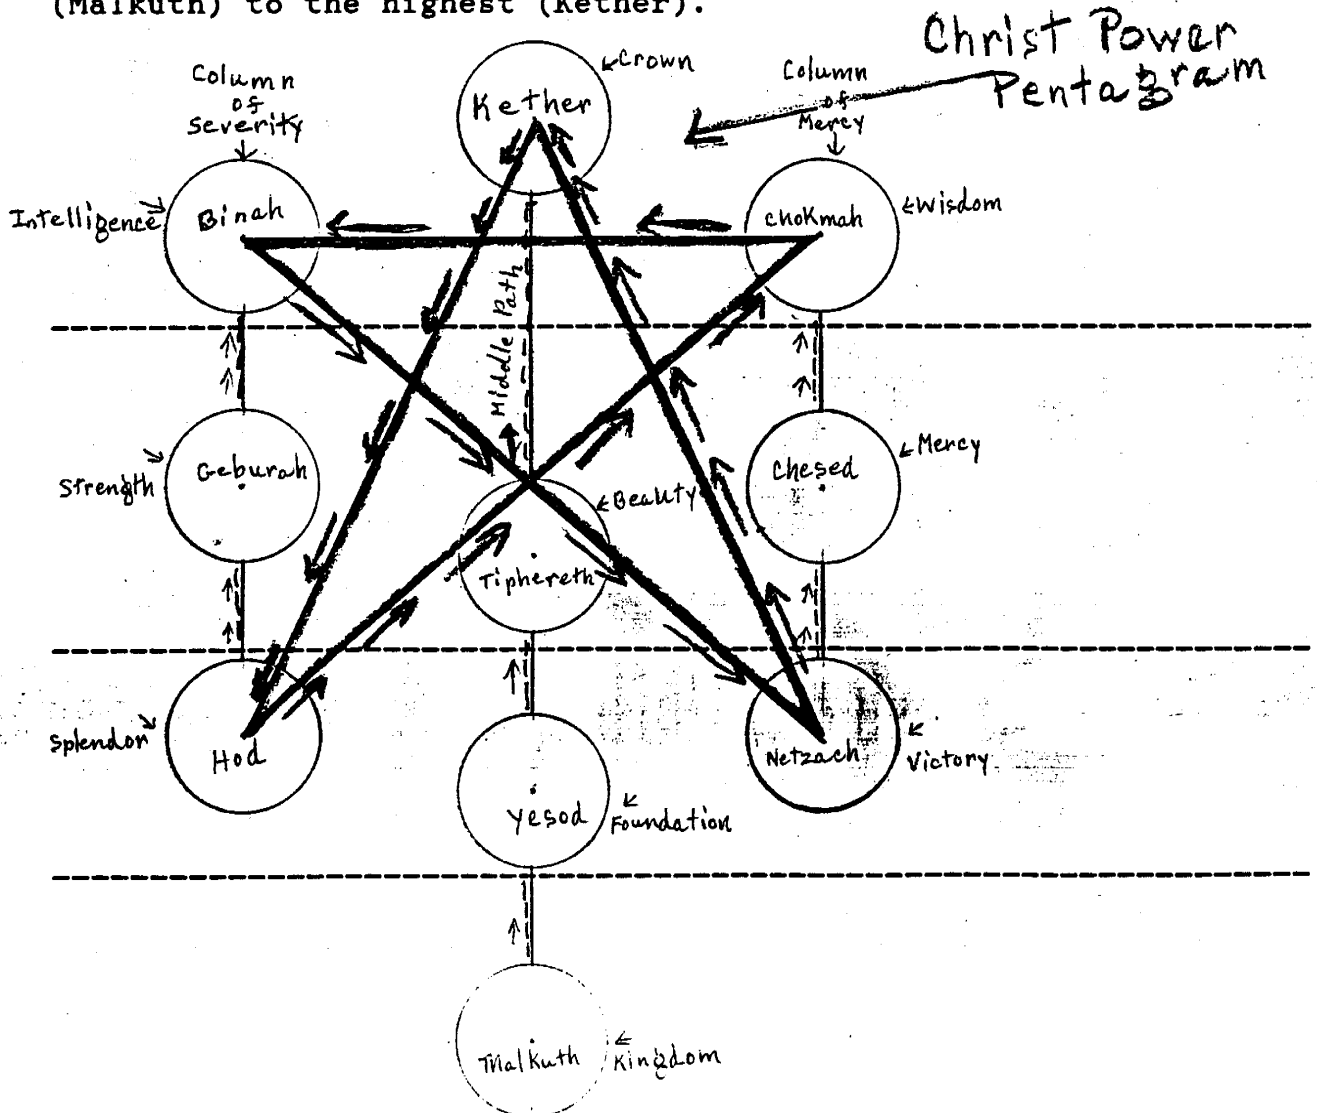 (Malkuth) to the highest (Kether).
Christ Power
Pentagram
Column
of
Severity
Kether
Crown
Column
of
Mercy
Intelligence
Binah
Chokmah
Wisdom
Middle Path
Strength
Geburah
Chesed
Mercy
Beauty
Tiphereth
Splendor
Hod
Netzach
Victory
Yesod
Foundation
Malkuth
Kingdom